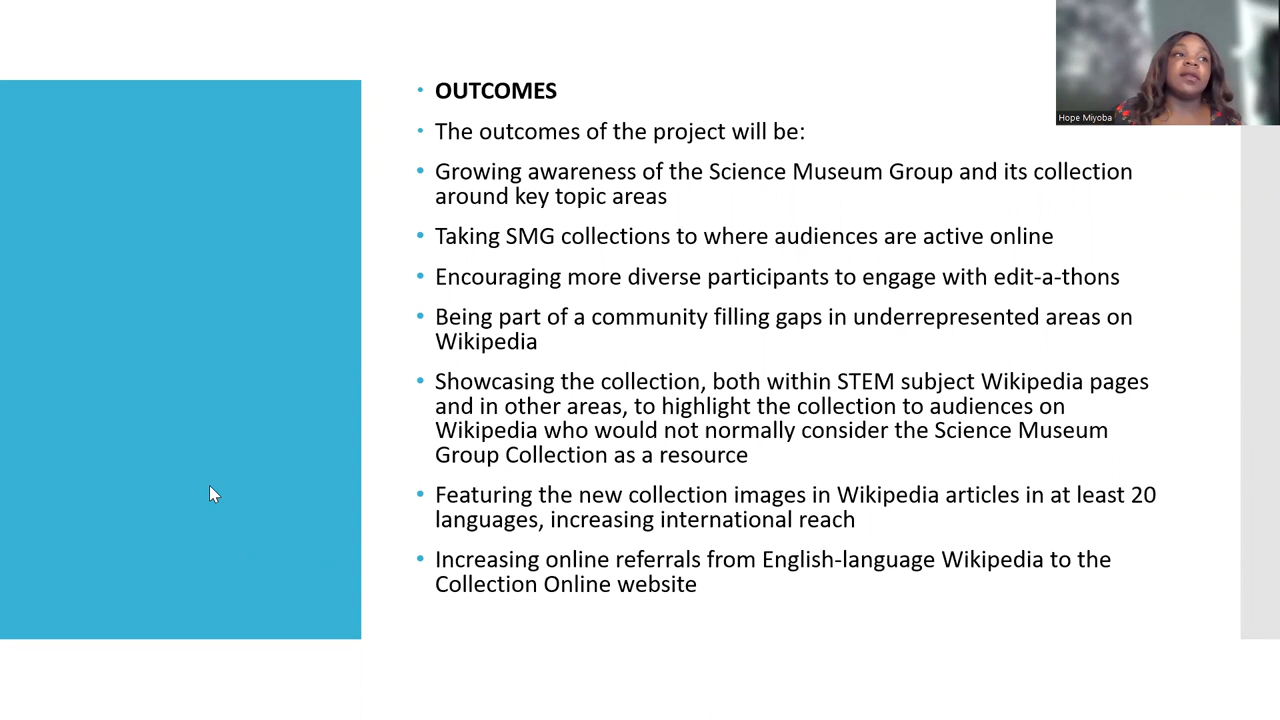 OUTCOMES
The outcomes of the project will be:
Growing awareness of the Science Museum Group and its collection
around key topic areas
Taking SMG collections to where audiences are active online
Encouraging more diverse participants to engage with edit-a-thons
Being part of a community filling gaps in underrepresented areas on
Wikipedia
Showcasing the collection, both within STEM subject Wikipedia pages
and in other areas, to highlight the collection to audiences on
Wikipedia who would not normally consider the Science Museum
Group Collection as a resource
Featuring the new collection images in Wikipedia articles in at least 20
languages, increasing international reach
Increasing online referrals from English-language Wikipedia to the
Collection Online website
Hope Miyoba